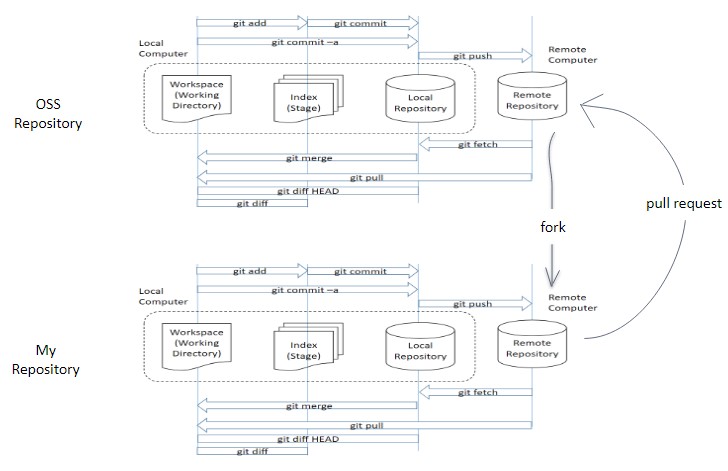 git add
git commit
git commit –a
Local
Computer
git push
Remote
Computer
OSS
Repository
Workspace
(Working
Directory)
Index
(Stage)
Local
Repository
Remote
Repository
git fetch
git merge
git pull
git diff HEAD
git diff
fork
pull request
git add
git commit
git commit –a
Local
Computer
git push
Remote
Computer
My
Repository
Workspace
(Working
Directory)
Index
(Stage)
Local
Repository
Remote
Repository
git fetch
git merge
git pull
git diff HEAD
git diff